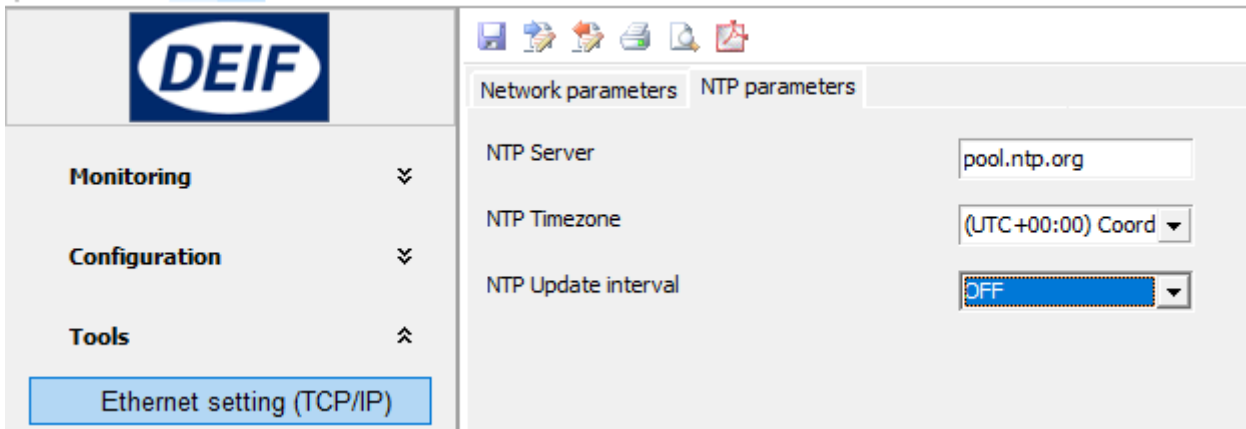 DEIF
Monitoring
Configuration
Tools
Ethernet setting (TCP/IP)
Network parameters NTP parameters
NTP Server pool.ntp.org
NTP Timezone (UTC+00:00) Coord
NTP Update interval OFF